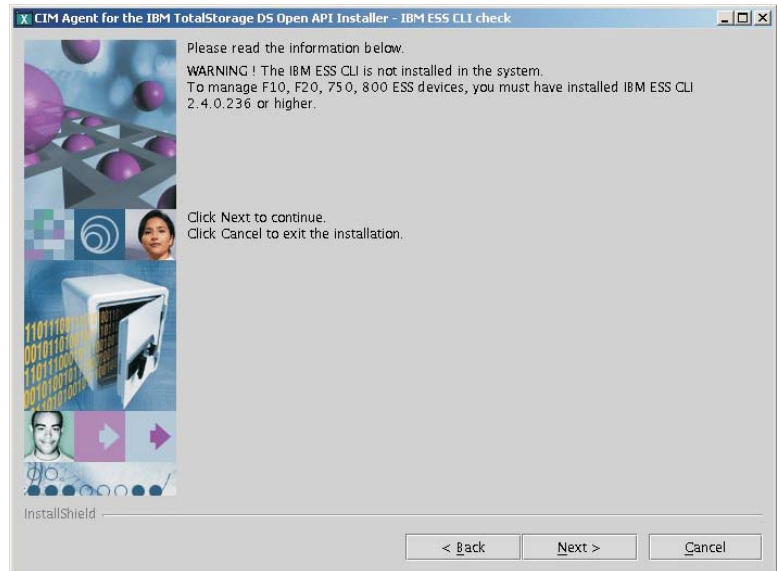 CIM Agent for the IBM TotalStorage DS Open API Installer - IBM ESS CLI check
Please read the information below.
WARNING ! The IBM ESS CLI is not installed in the system.
To manage F10, F20, 750, 800 ESS devices, you must have installed IBM ESS CLI
2.4.0.236 or higher.
Click Next to continue.
Click Cancel to exit the installation.
InstallShield
< Back
Next >
Cancel